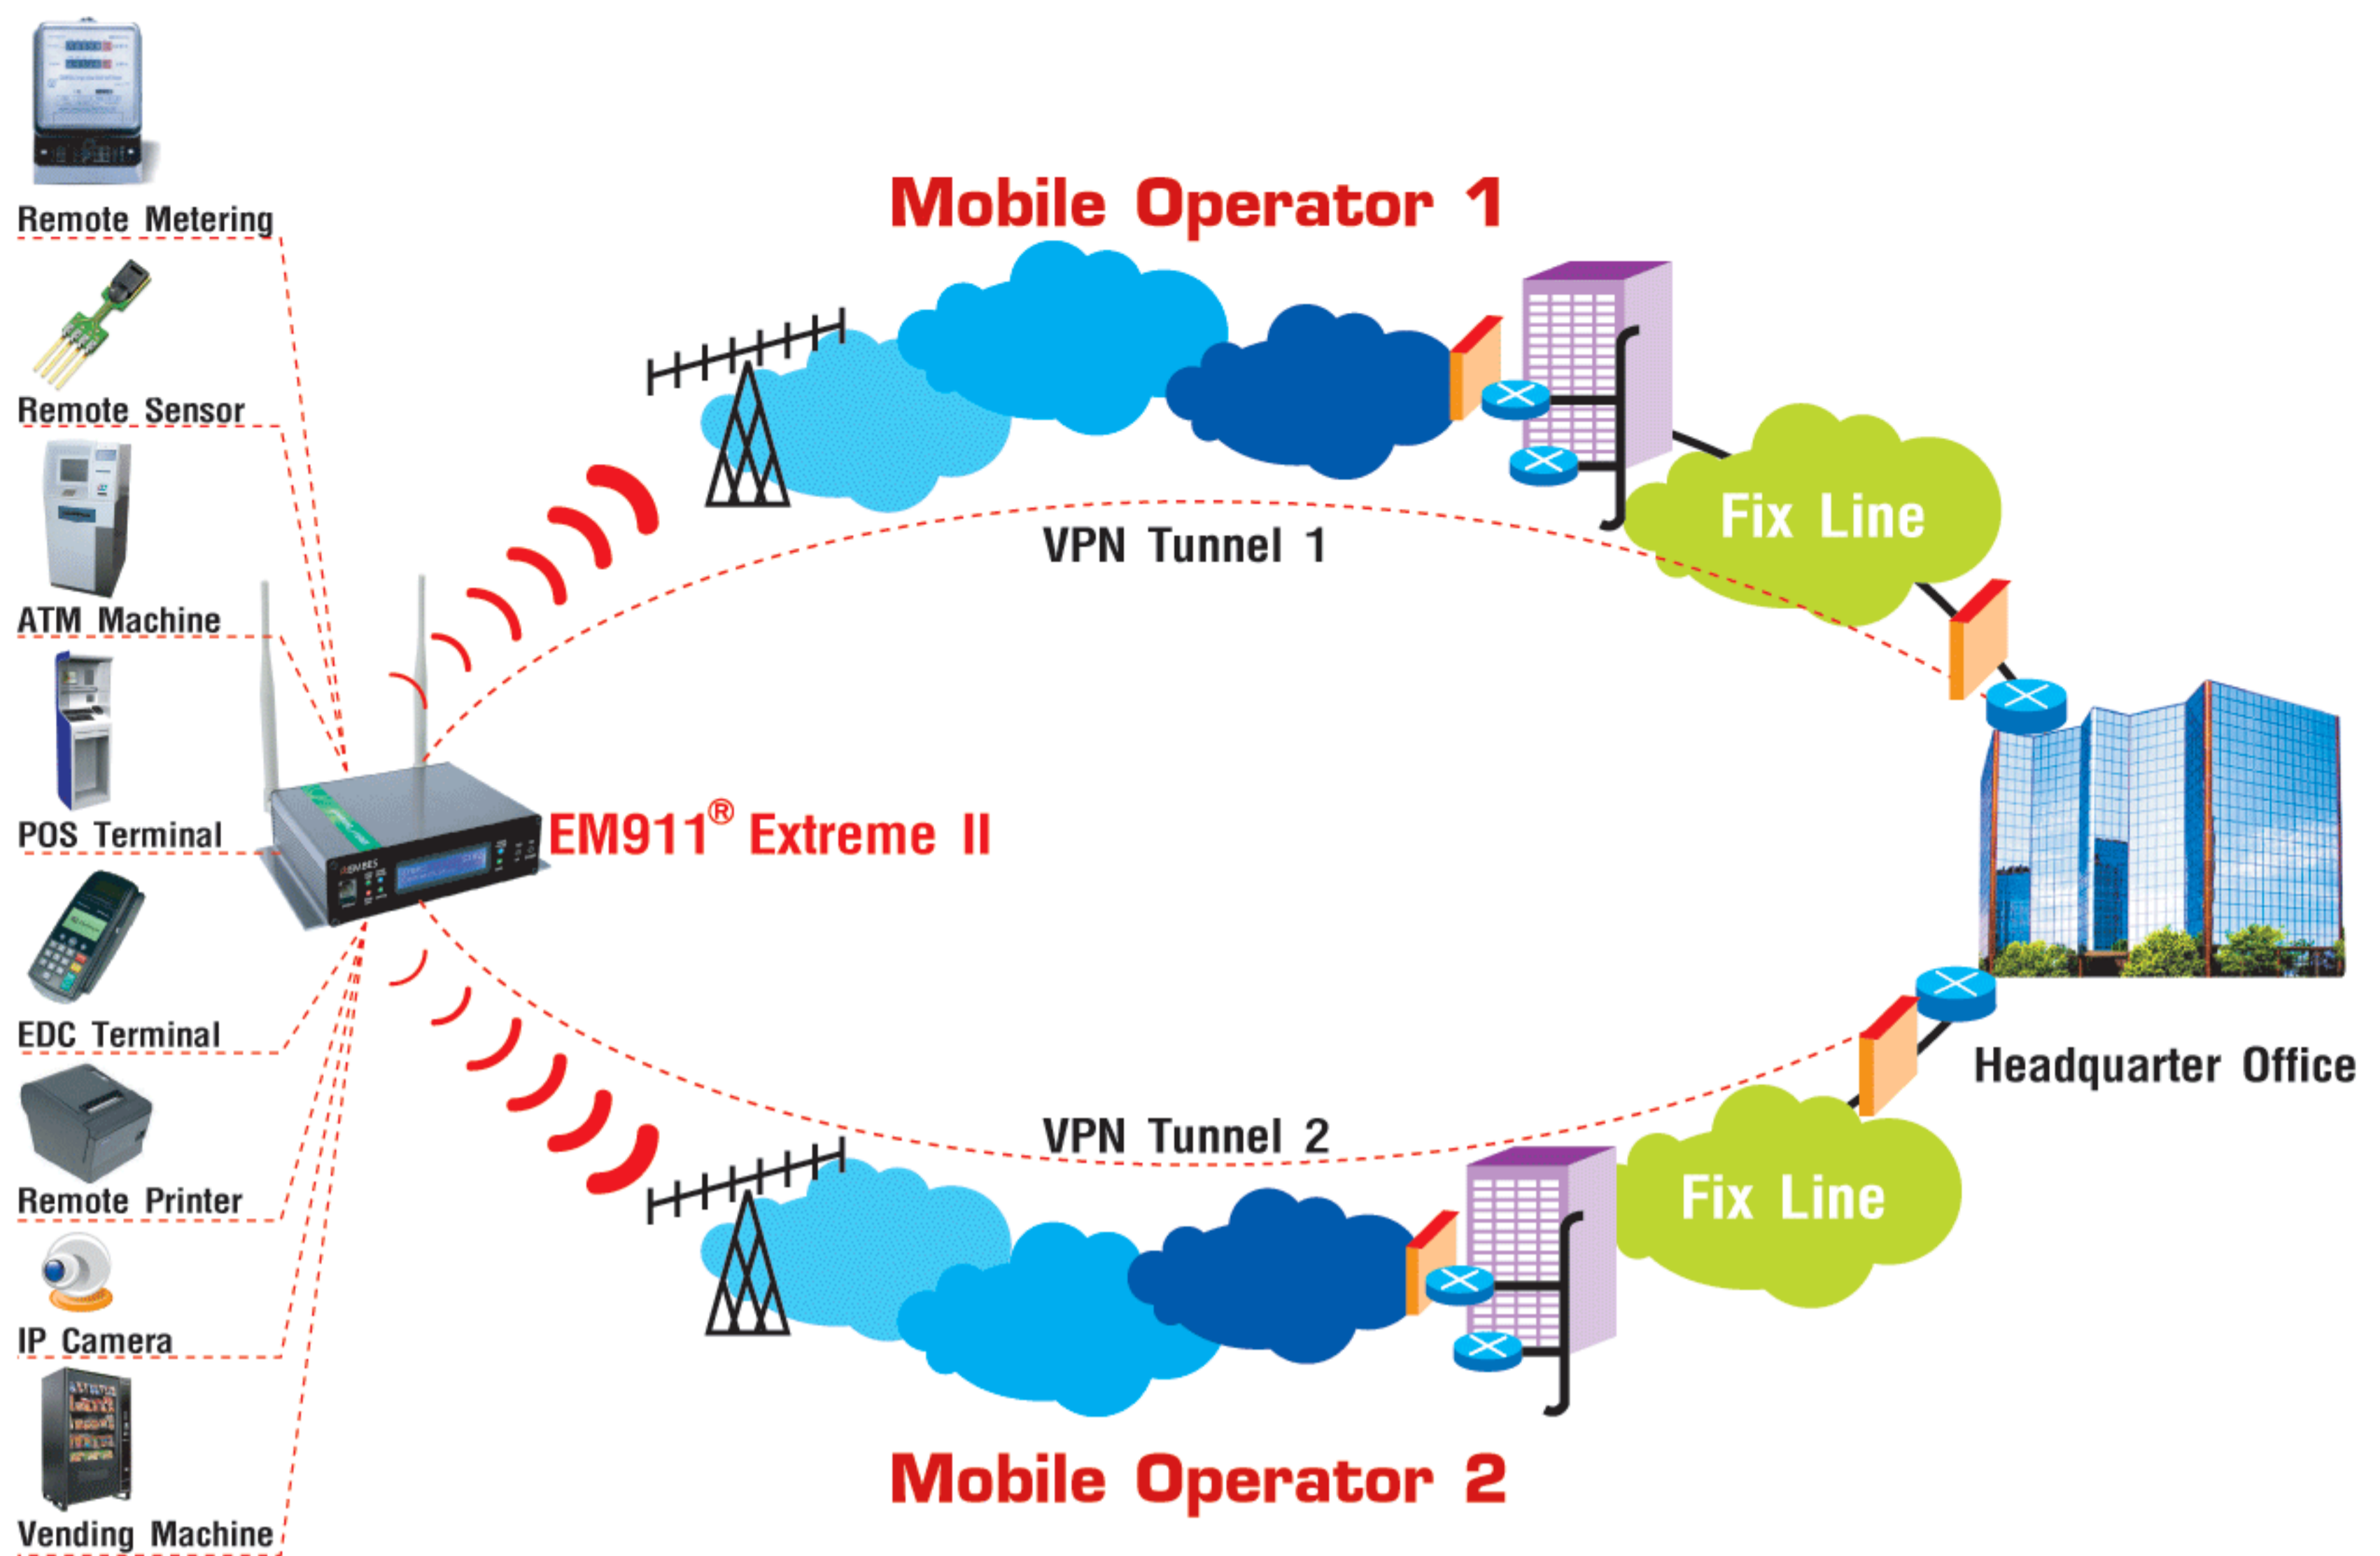 Remote Metering
Remote Sensor
ATM Machine
POS Terminal
EDC Terminal
Remote Printer
IP Camera
Vending Machine
EM911® Extreme II
Mobile Operator 1
VPN Tunnel 1
Fix Line
Headquarter Office
VPN Tunnel 2
Fix Line
Mobile Operator 2